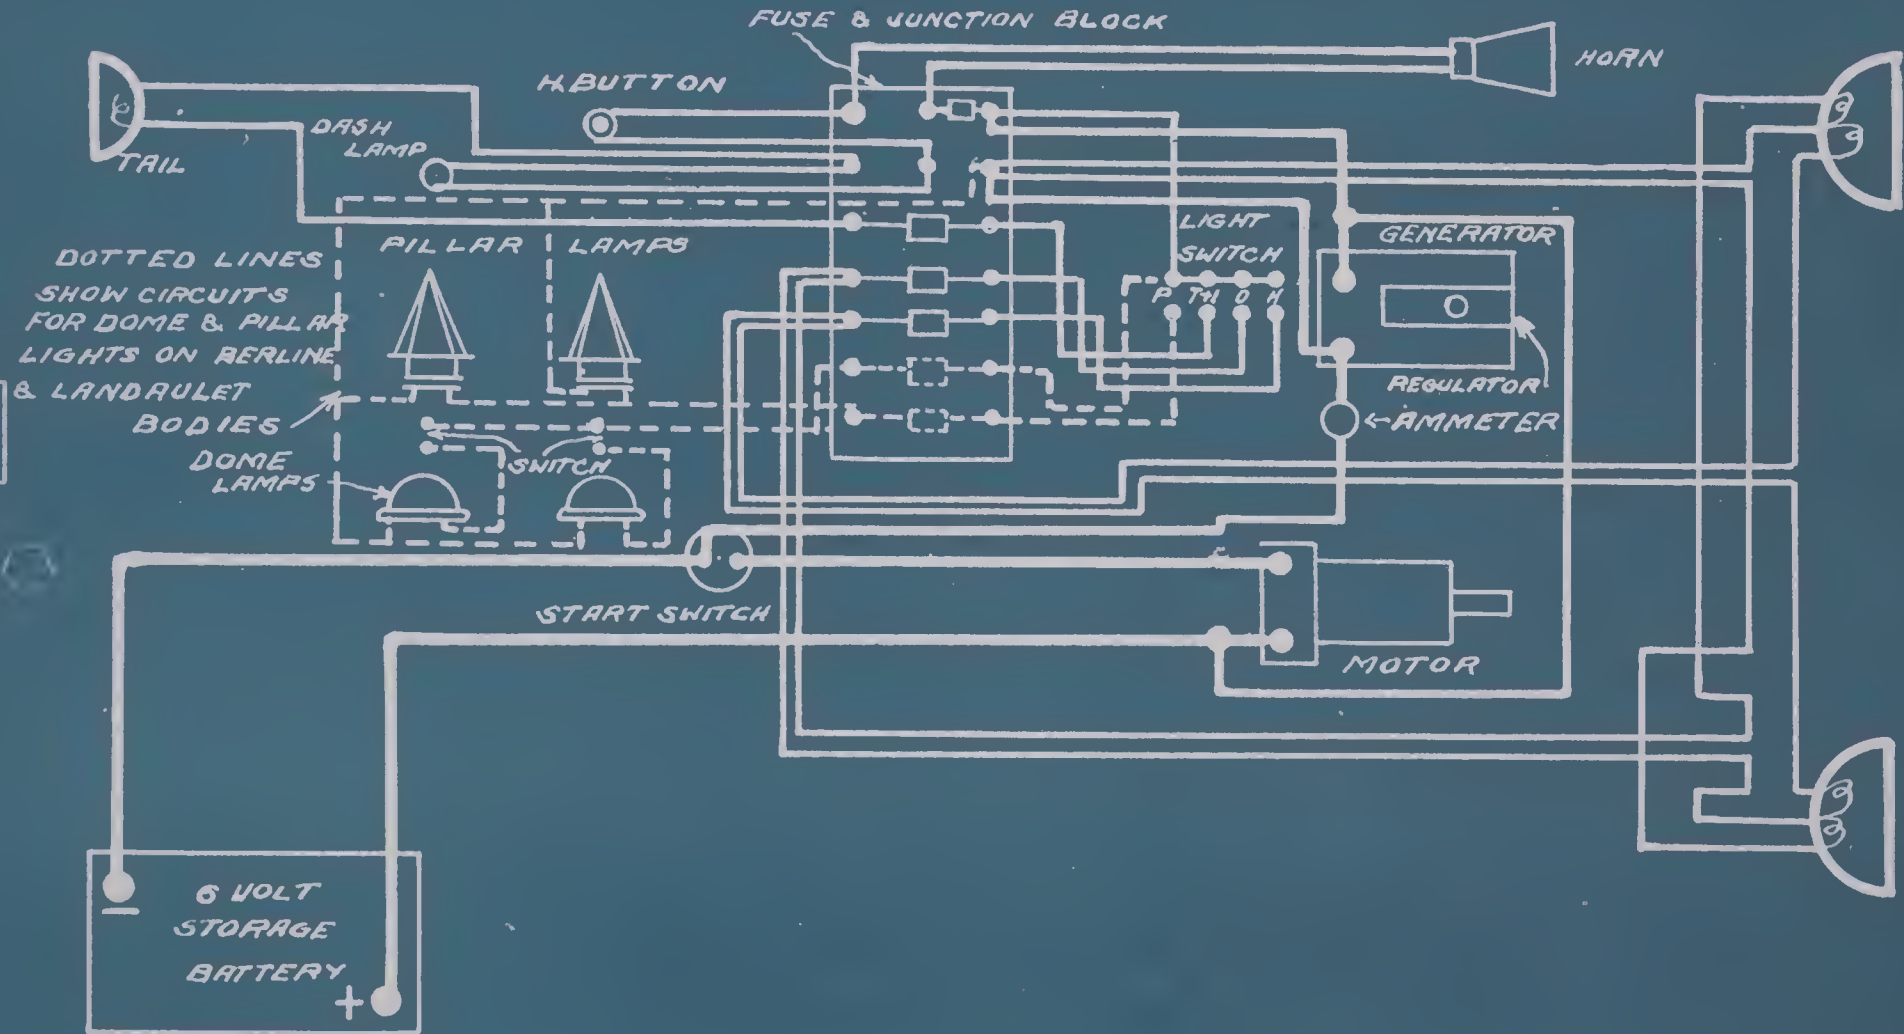 FUSE & JUNCTION BLOCK
HORN
H. BUTTON
DASH
LAMP
TAIL
LIGHT
SWITCH
P T+H O H
GENERATOR
REGULATOR
←AMMETER
PILLAR LAMPS
DOTTED LINES
SHOW CIRCUITS
FOR DOME & PILLAR
LIGHTS ON BERLINE
& LANDAULET
BODIES
DOME
LAMPS
SWITCH
START SWITCH
MOTOR
6 VOLT
STORAGE
BATTERY
−
+